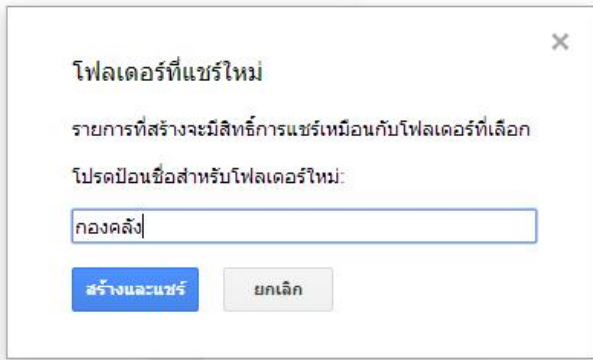 โฟลเดอร์ที่แชร์ใหม่
รายการที่สร้างจะมีสิทธิ์การแชร์เหมือนกับโฟลเดอร์ที่เลือก
โปรดป้อนชื่อสำหรับโฟลเดอร์ใหม่:
กองคลัง
สร้างและแชร์ ยกเลิก